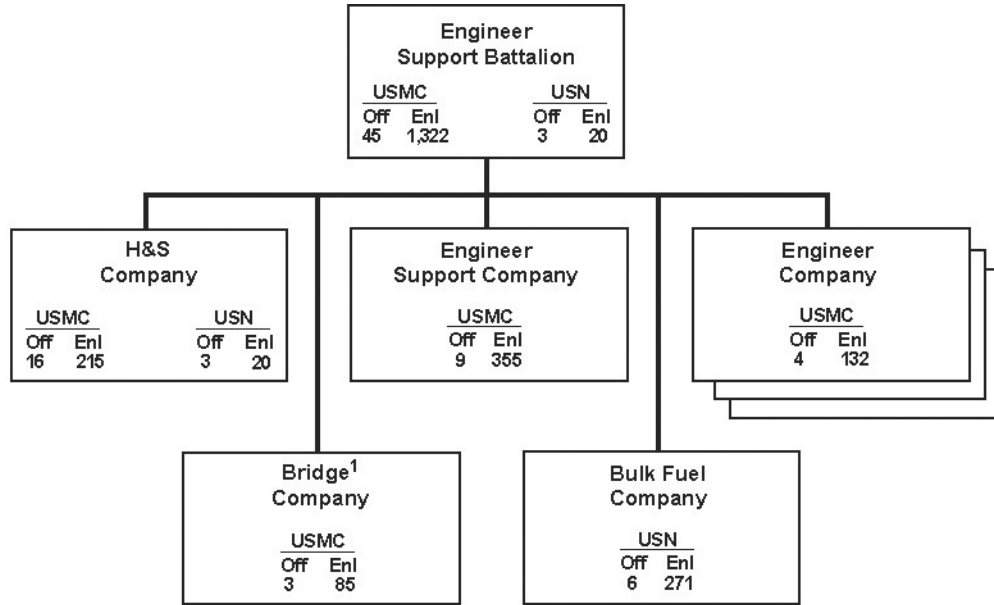 Engineer
Support Battalion
USMC USN
Off Enl Off Enl
45 1,322 3 20
H&S
Company
USMC USN
Off Enl Off Enl
16 215 3 20
Engineer
Support Company
USMC
Off Enl
9 355
Engineer
Company
USMC
Off Enl
4 132
Bridge¹
Company
USMC
Off Enl
3 85
Bulk Fuel
Company
USN
Off Enl
6 271